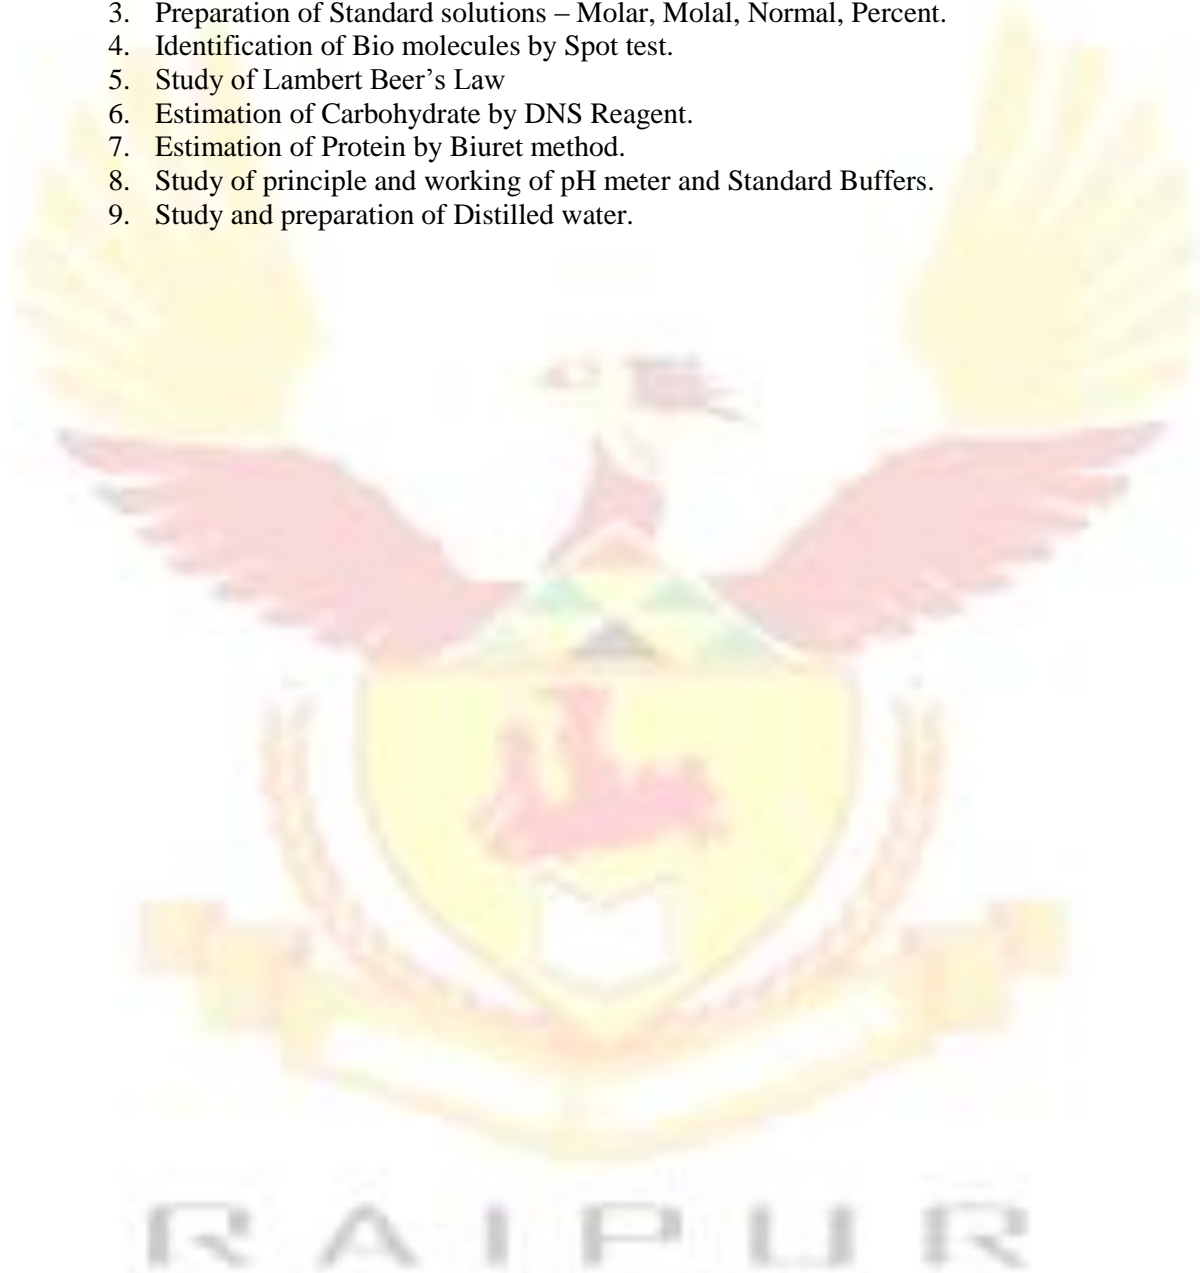 3. Preparation of Standard solutions – Molar, Molal, Normal, Percent.
4. Identification of Bio molecules by Spot test.
5. Study of Lambert Beer’s Law
6. Estimation of Carbohydrate by DNS Reagent.
7. Estimation of Protein by Biuret method.
8. Study of principle and working of pH meter and Standard Buffers.
9. Study and preparation of Distilled water.
RAIPUR